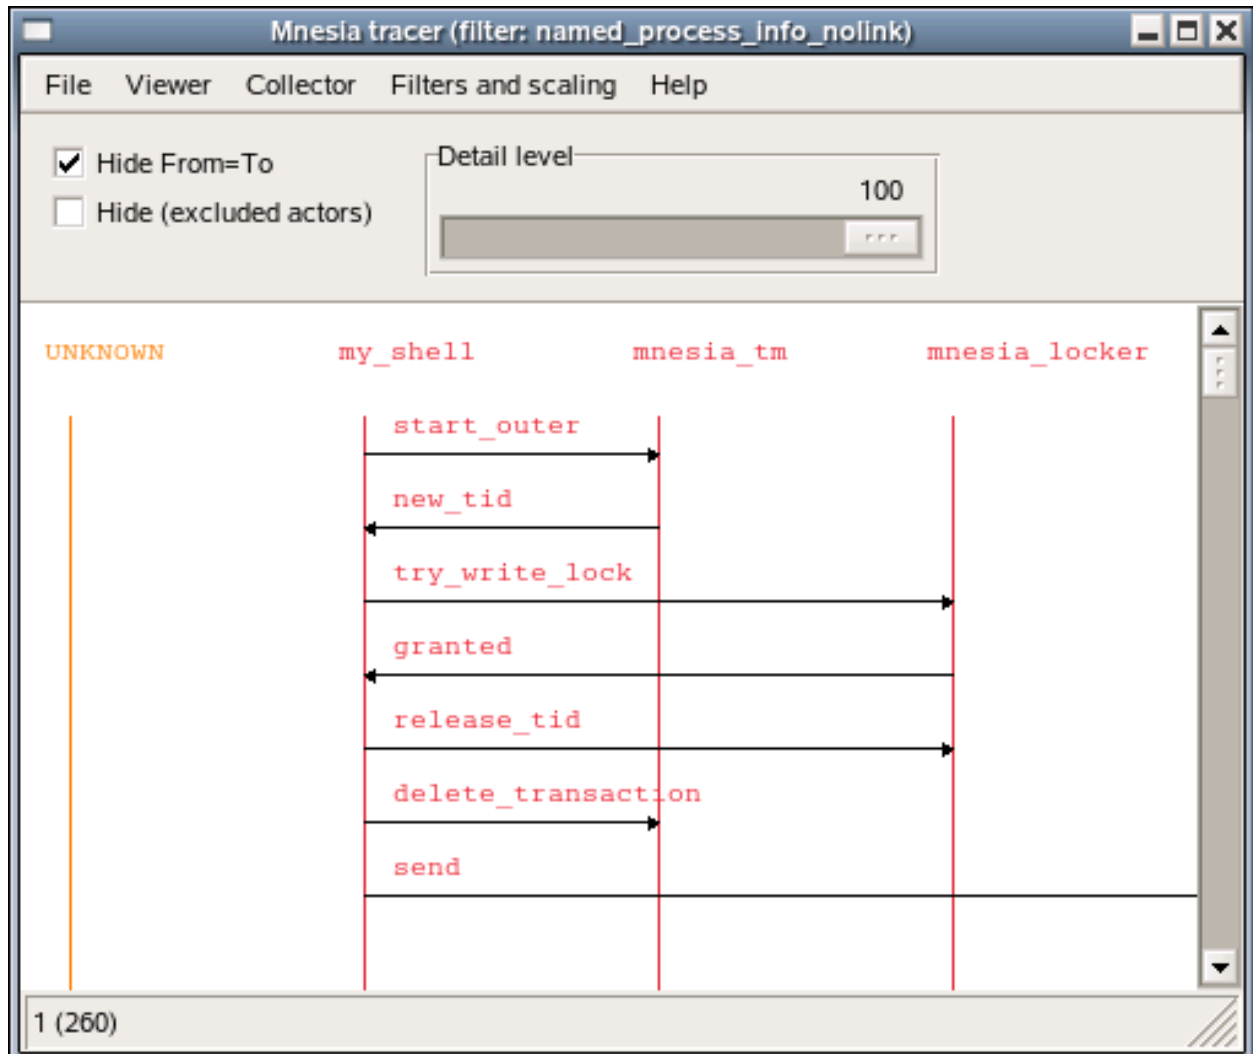 Mnesia tracer (filter: named_process_info_nolink)
File Viewer Collector Filters and scaling Help
Hide From=To
Hide (excluded actors)
Detail level
100
UNKNOWN my_shell mnesia_tm mnesia_locker
start_outer
new_tid
try_write_lock
granted
release_tid
delete_transaction
send
1 (260)